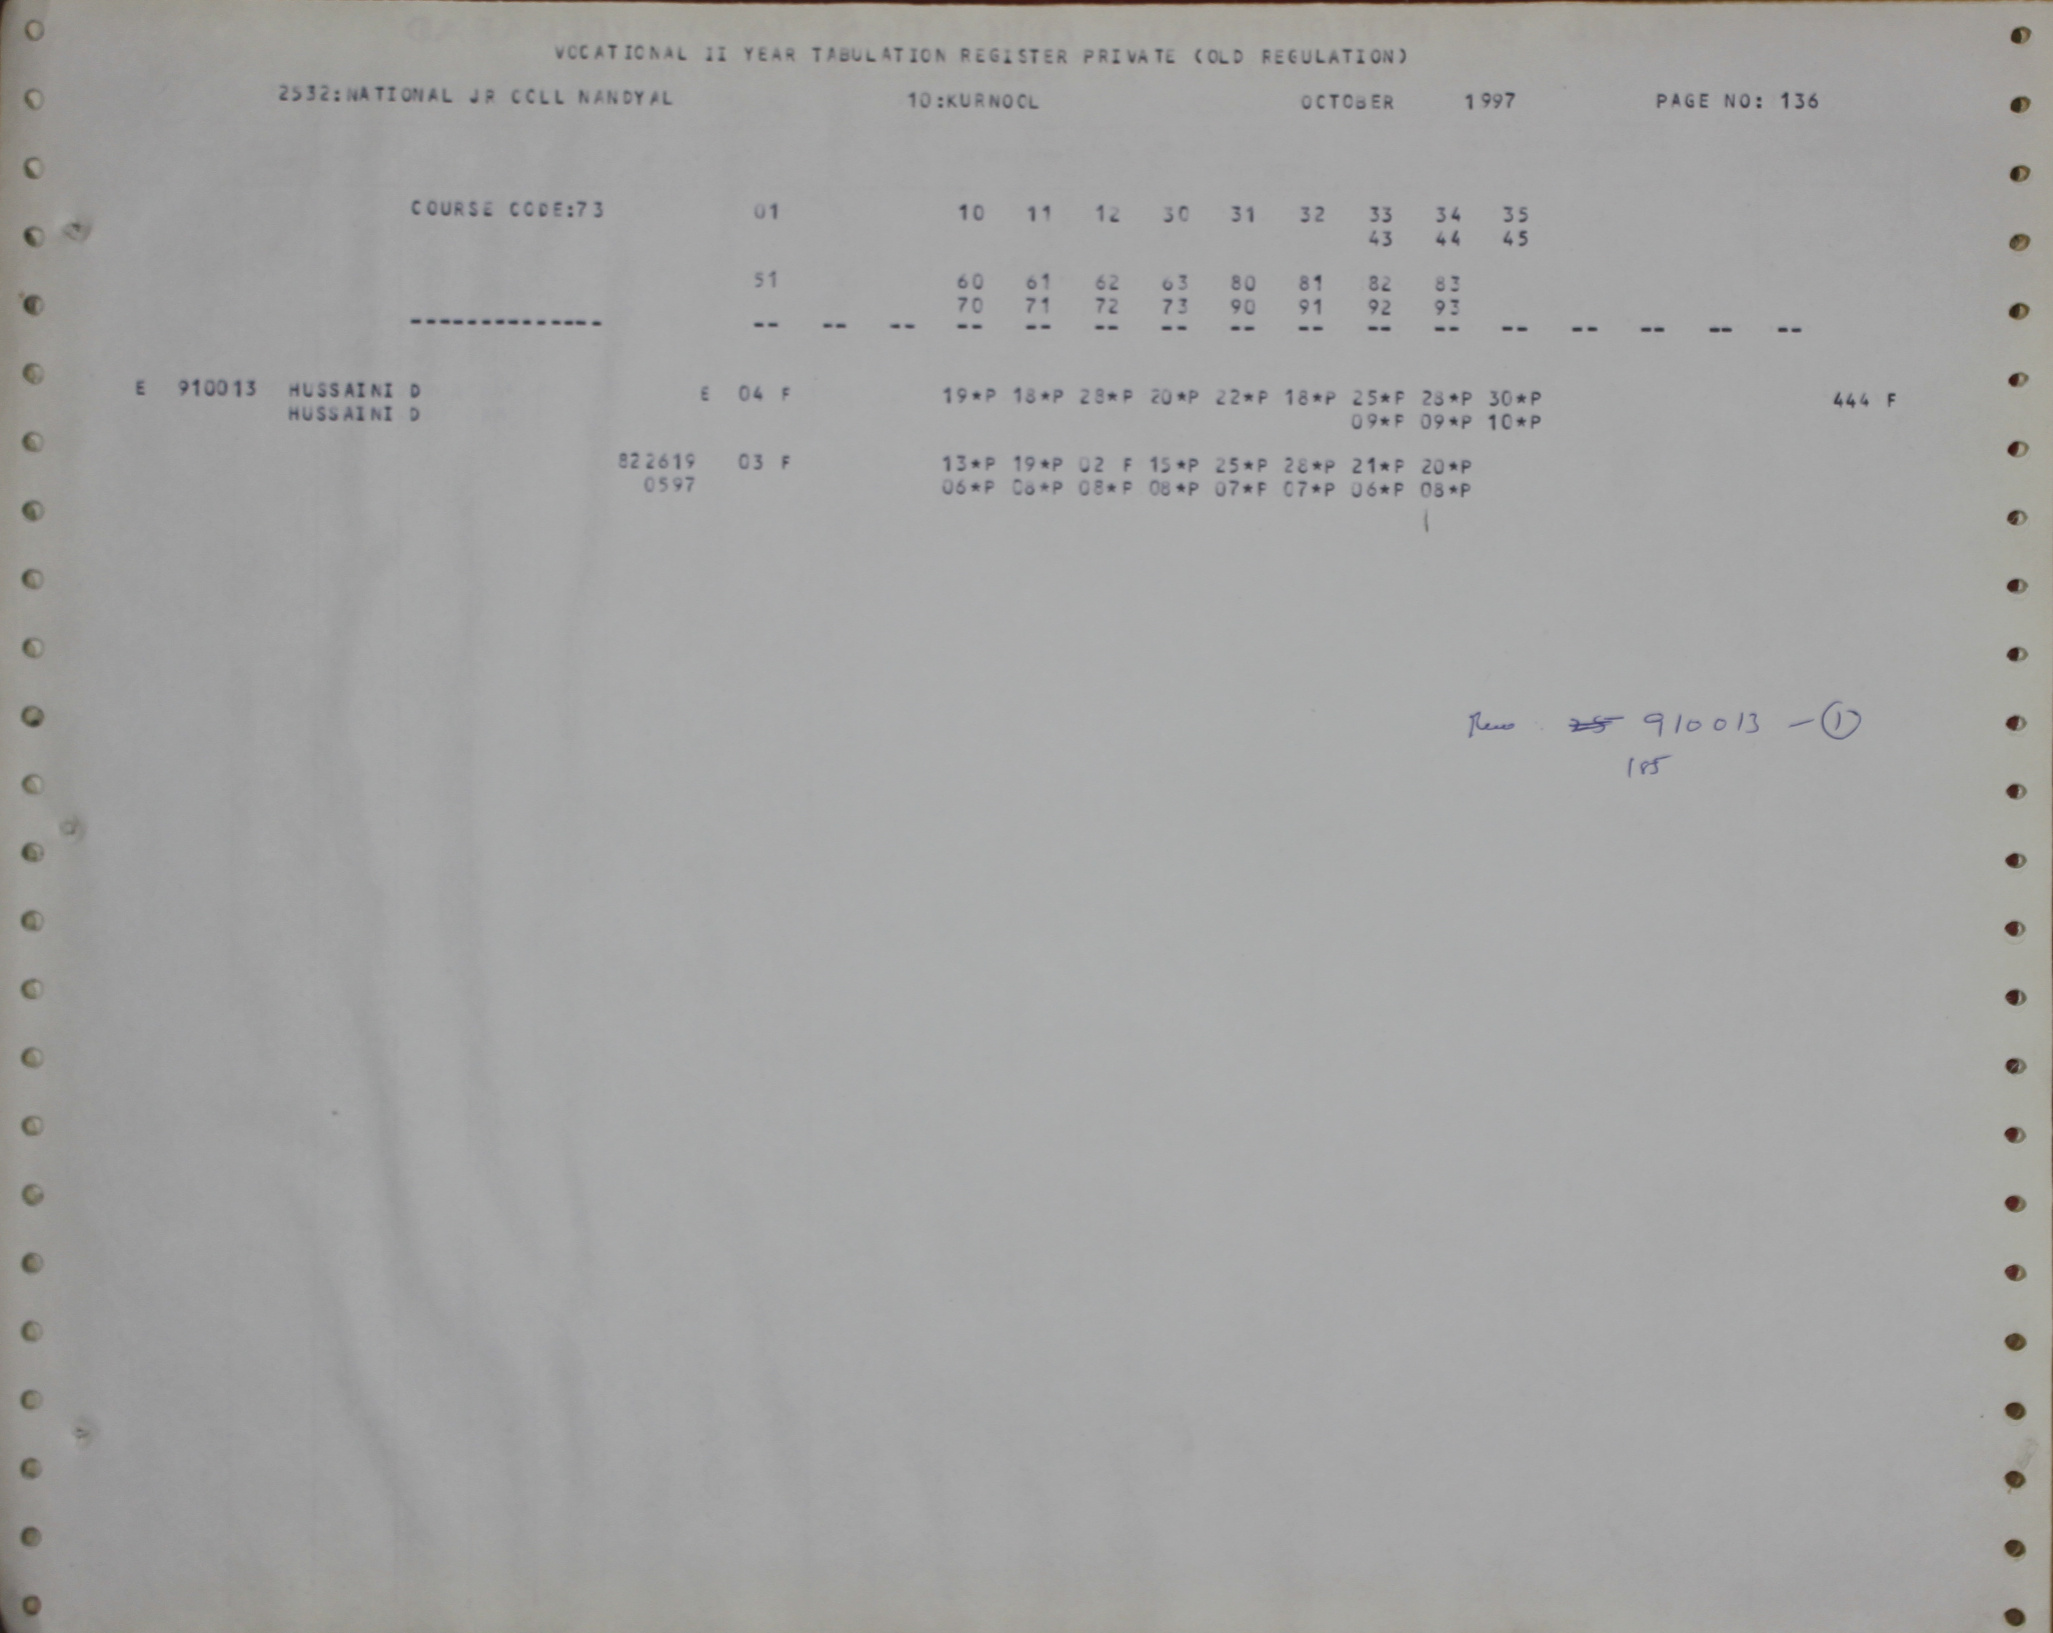 VOCATIONAL II YEAR TABULATION REGISTER PRIVATE (OLD REGULATION)
2532:NATIONAL JR COLL NANDYAL 10:KURNOOL OCTOBER 1997 PAGE NO: 136
COURSE CODE:73 01 10 11 12 30 31 32 33 34 35
43 44 45
51 60 61 62 63 80 81 82 83
70 71 72 73 90 91 92 93
-------------- -- -- -- -- -- -- -- -- -- -- -- -- -- -- -- --
E 910013 HUSSAINI D E 04 F 19*P 18*P 28*P 20*P 22*P 18*P 25*P 28*P 30*P 444 F
HUSSAINI D 09*P 09*P 10*P
822619 03 F 13*P 19*P 02 F 15*P 25*P 28*P 21*P 20*P
0597 06*P 08*P 08*P 08*P 07*P 07*P 06*P 08*P
910013 - 1
185